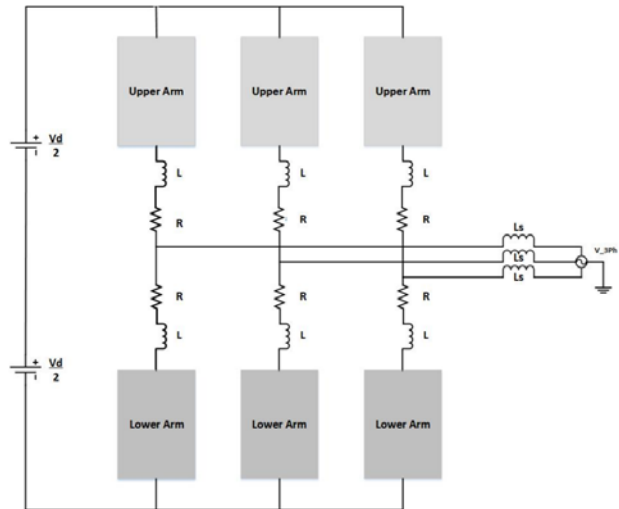 Upper Arm Upper Arm Upper Arm
+ Vd
- 2
L L L
R R R
Ls
V_3Ph
Ls
Ls
R R R
L L L
+ Vd
- 2
Lower Arm Lower Arm Lower Arm